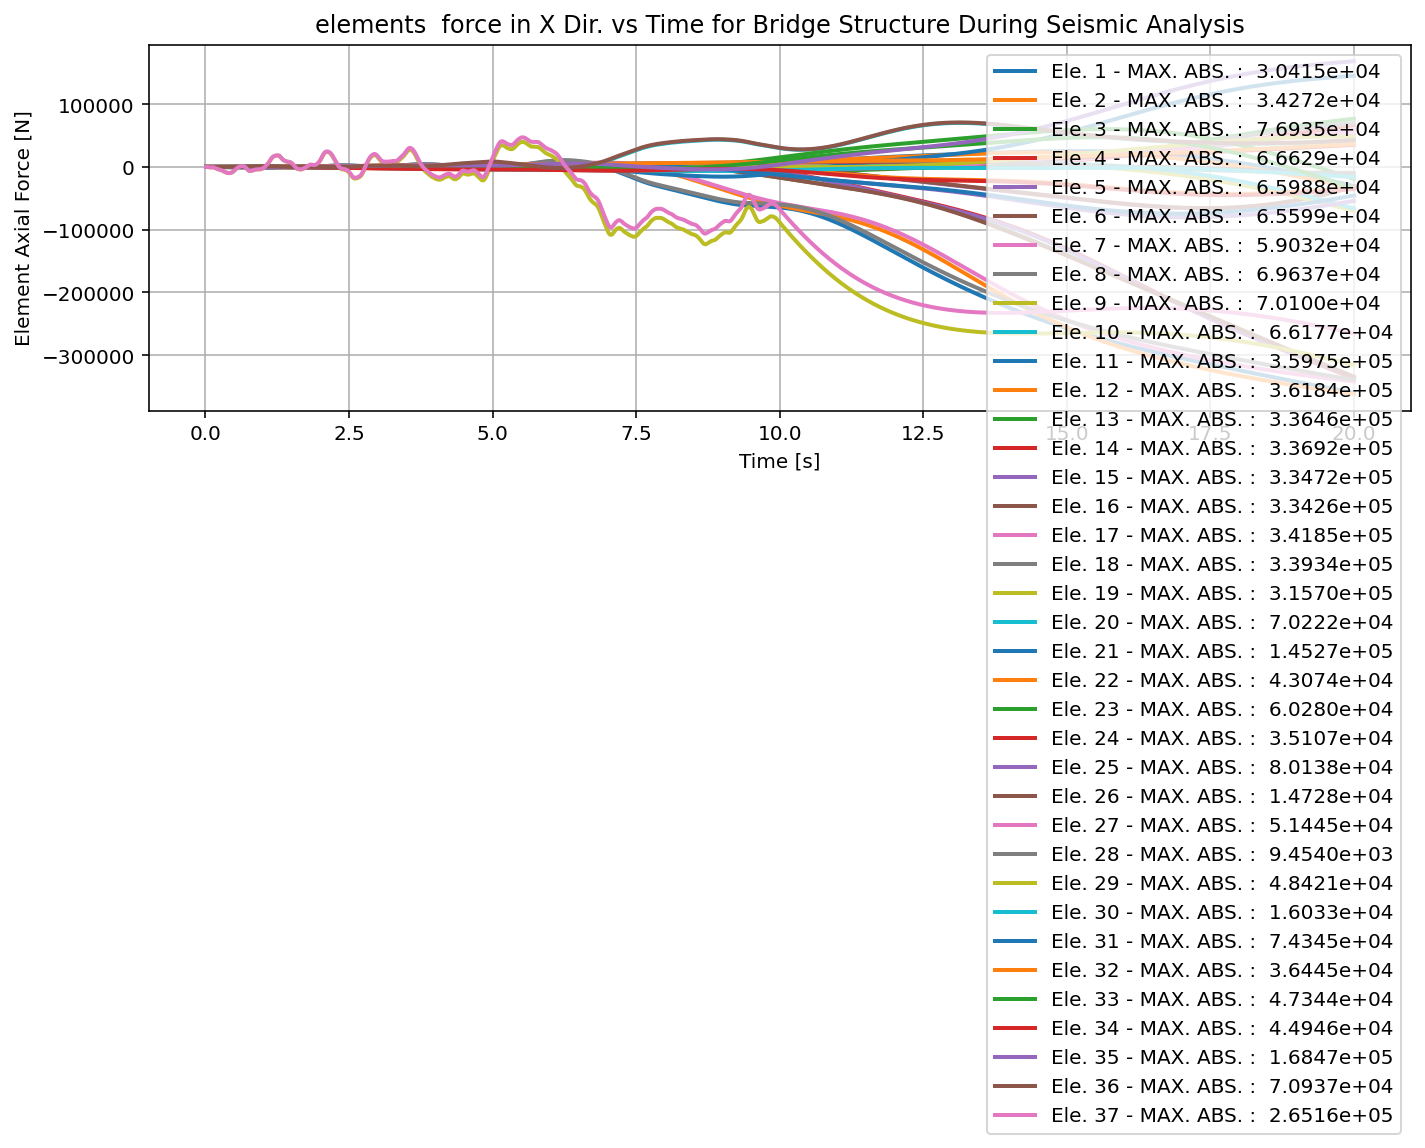 elements  force in X Dir. vs Time for Bridge Structure During Seismic Analysis
Element Axial Force [N]
100000
0
−100000
−200000
−300000
0.0
2.5
5.0
7.5
10.0
12.5
15.0
17.5
20.0
Time [s]
Ele. 1 - MAX. ABS. :  3.0415e+04
Ele. 2 - MAX. ABS. :  3.4272e+04
Ele. 3 - MAX. ABS. :  7.6935e+04
Ele. 4 - MAX. ABS. :  6.6629e+04
Ele. 5 - MAX. ABS. :  6.5988e+04
Ele. 6 - MAX. ABS. :  6.5599e+04
Ele. 7 - MAX. ABS. :  5.9032e+04
Ele. 8 - MAX. ABS. :  6.9637e+04
Ele. 9 - MAX. ABS. :  7.0100e+04
Ele. 10 - MAX. ABS. :  6.6177e+04
Ele. 11 - MAX. ABS. :  3.5975e+05
Ele. 12 - MAX. ABS. :  3.6184e+05
Ele. 13 - MAX. ABS. :  3.3646e+05
Ele. 14 - MAX. ABS. :  3.3692e+05
Ele. 15 - MAX. ABS. :  3.3472e+05
Ele. 16 - MAX. ABS. :  3.3426e+05
Ele. 17 - MAX. ABS. :  3.4185e+05
Ele. 18 - MAX. ABS. :  3.3934e+05
Ele. 19 - MAX. ABS. :  3.1570e+05
Ele. 20 - MAX. ABS. :  7.0222e+04
Ele. 21 - MAX. ABS. :  1.4527e+05
Ele. 22 - MAX. ABS. :  4.3074e+04
Ele. 23 - MAX. ABS. :  6.0280e+04
Ele. 24 - MAX. ABS. :  3.5107e+04
Ele. 25 - MAX. ABS. :  8.0138e+04
Ele. 26 - MAX. ABS. :  1.4728e+04
Ele. 27 - MAX. ABS. :  5.1445e+04
Ele. 28 - MAX. ABS. :  9.4540e+03
Ele. 29 - MAX. ABS. :  4.8421e+04
Ele. 30 - MAX. ABS. :  1.6033e+04
Ele. 31 - MAX. ABS. :  7.4345e+04
Ele. 32 - MAX. ABS. :  3.6445e+04
Ele. 33 - MAX. ABS. :  4.7344e+04
Ele. 34 - MAX. ABS. :  4.4946e+04
Ele. 35 - MAX. ABS. :  1.6847e+05
Ele. 36 - MAX. ABS. :  7.0937e+04
Ele. 37 - MAX. ABS. :  2.6516e+05